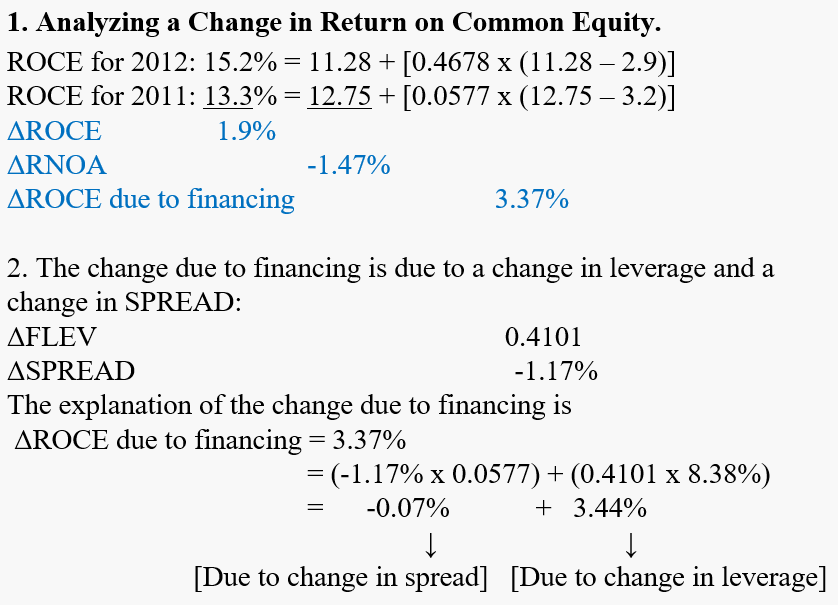 1. Analyzing a Change in Return on Common Equity.
ROCE for 2012: 15.2% = 11.28 + [0.4678 x (11.28 – 2.9)]
ROCE for 2011: 13.3% = 12.75 + [0.0577 x (12.75 – 3.2)]
ΔROCE 1.9%
ΔRNOA -1.47%
ΔROCE due to financing 3.37%
2. The change due to financing is due to a change in leverage and a
change in SPREAD:
ΔFLEV 0.4101
ΔSPREAD -1.17%
The explanation of the change due to financing is
ΔROCE due to financing = 3.37%
= (-1.17% x 0.0577) + (0.4101 x 8.38%)
= -0.07% + 3.44%
↓ ↓
[Due to change in spread] [Due to change in leverage]